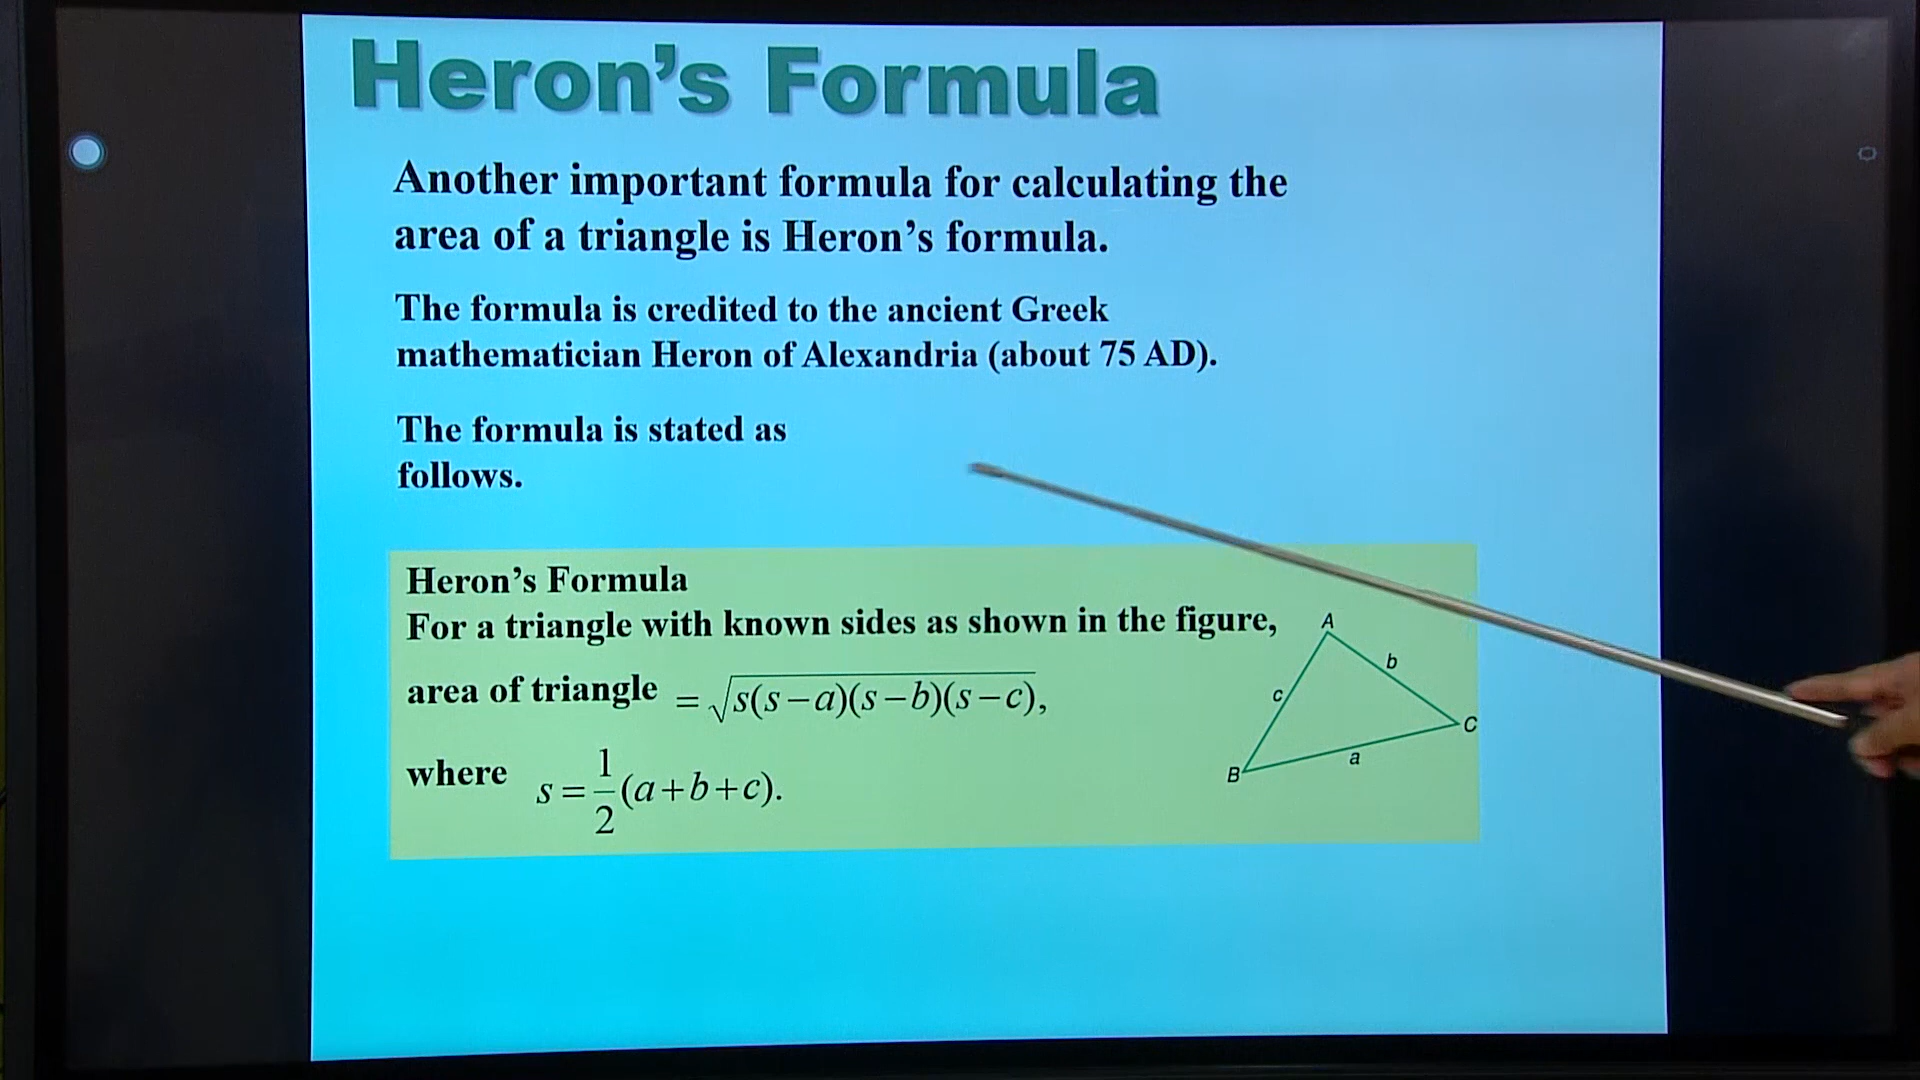 Heron’s Formula
Another important formula for calculating the
area of a triangle is Heron’s formula.
The formula is credited to the ancient Greek
mathematician Heron of Alexandria (about 75 AD).
The formula is stated as
follows.
Heron’s Formula
For a triangle with known sides as shown in the figure,
area of triangle = √s(s−a)(s−b)(s−c),
where s = 1/2 (a+b+c).
A
b
c
C
a
B